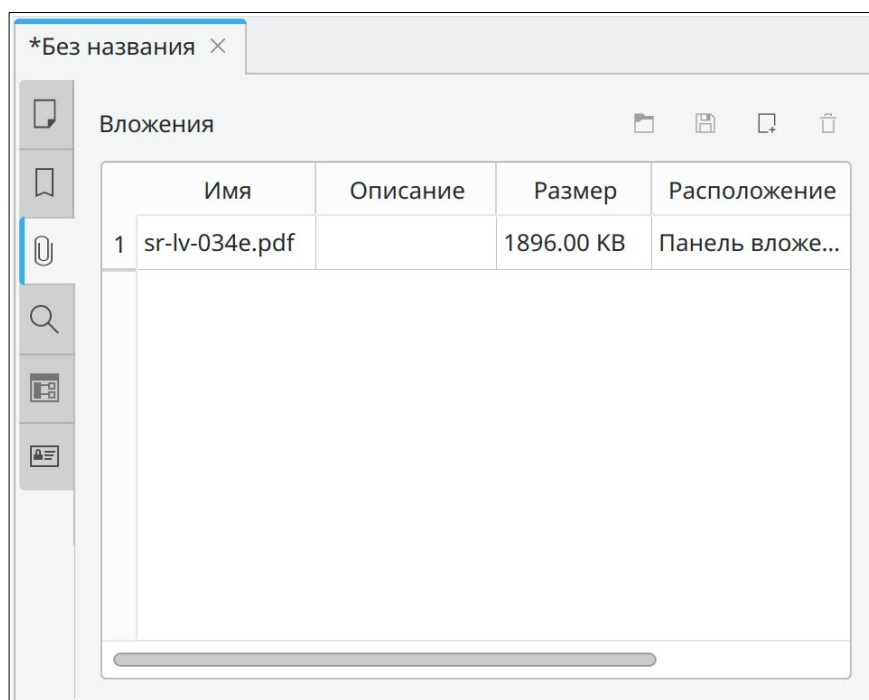 *Без названия
Вложения
Имя Описание Размер Расположение
1 sr-lv-034e.pdf 1896.00 KB Панель вложе...